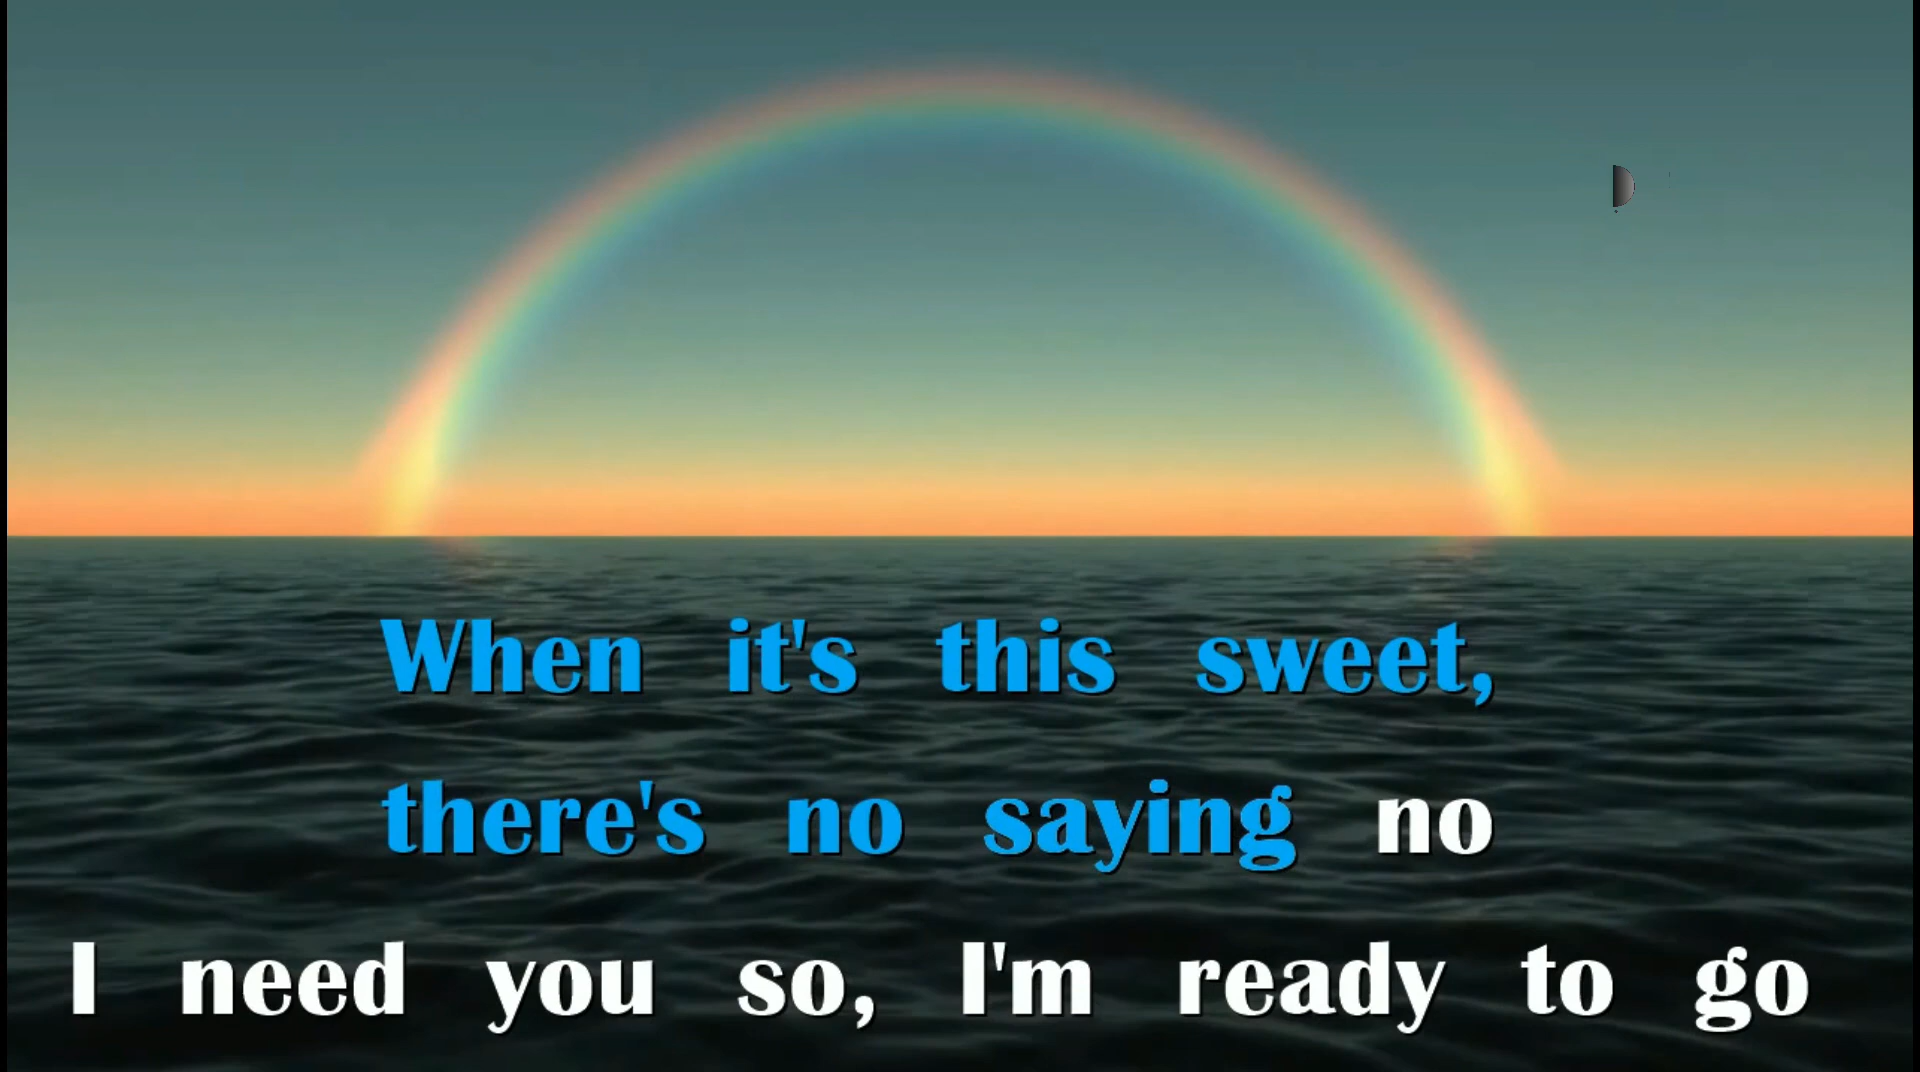 When it's this sweet,
there's no saying no
I need you so, I'm ready to go